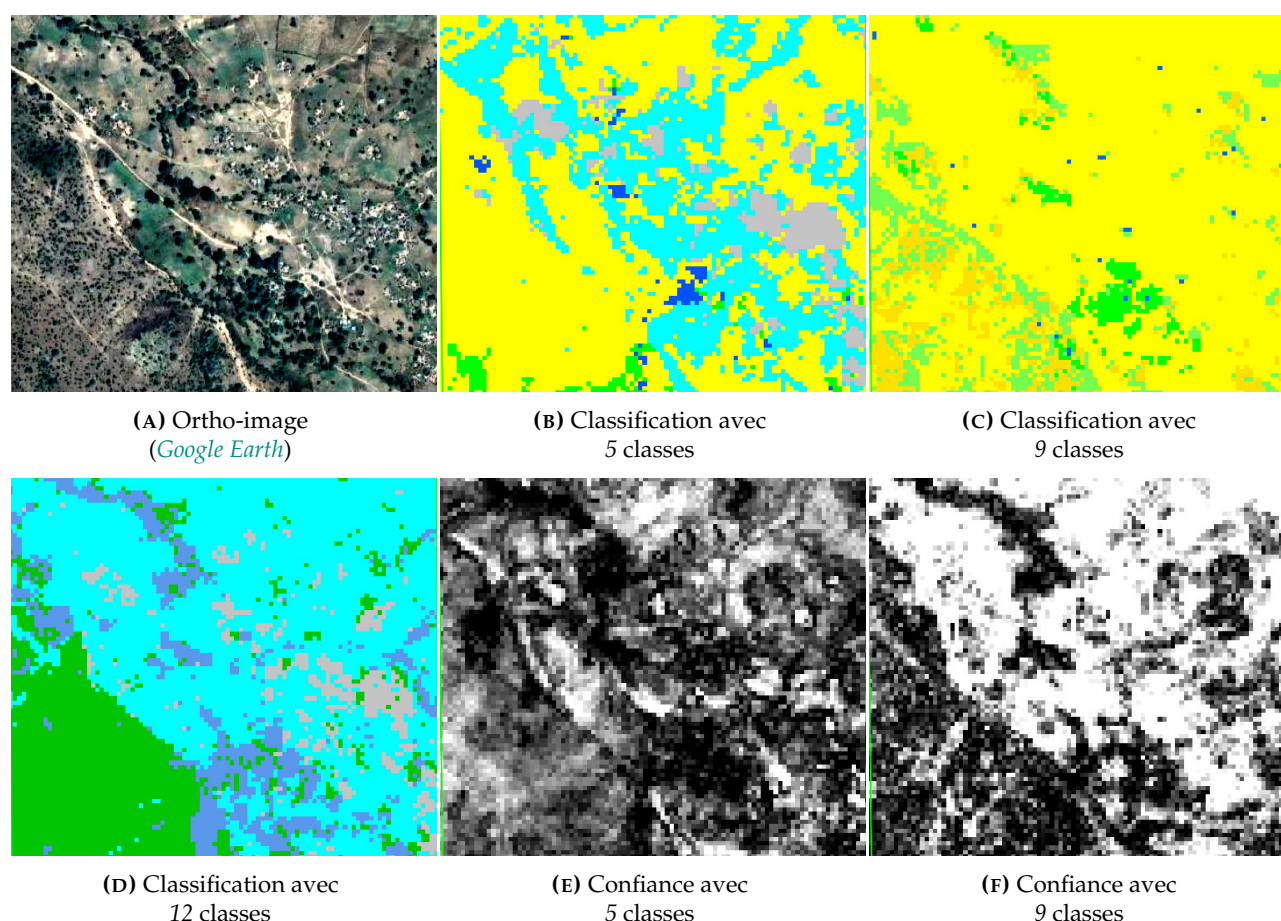 (A) Ortho-image
(Google Earth)
(B) Classification avec
5 classes
(C) Classification avec
9 classes
(D) Classification avec
12 classes
(E) Confiance avec
5 classes
(F) Confiance avec
9 classes